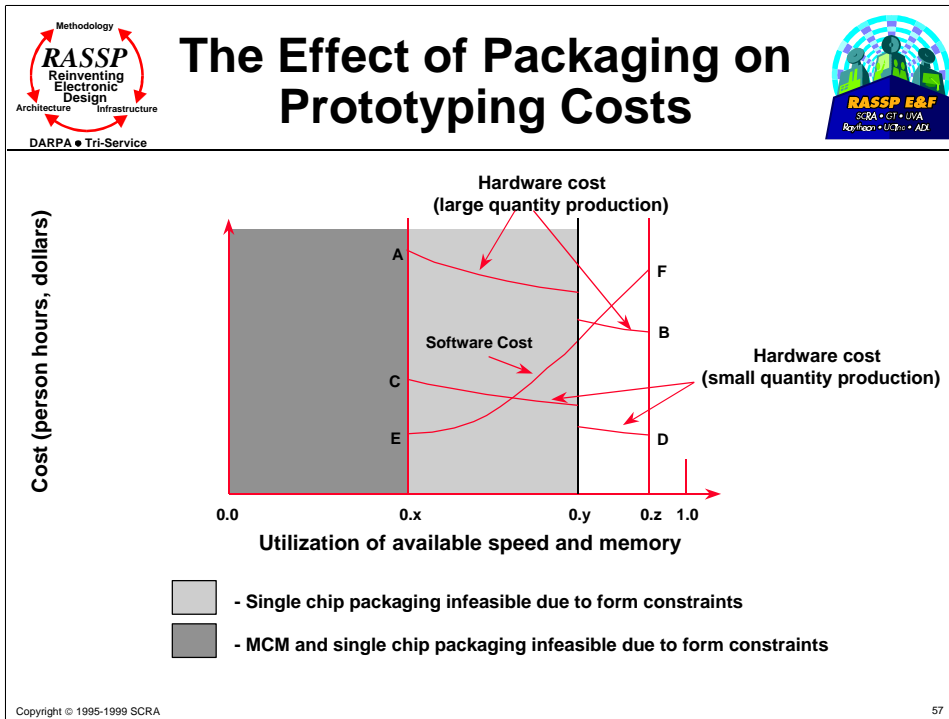 Methodology
RASSP
Reinventing
Electronic
Design
Architecture
Infrastructure
DARPA ● Tri-Service
The Effect of Packaging on
Prototyping Costs
RASSP E&F
SCRA • GT • UVA
Raytheon • UCinc • ADL
Hardware cost
(large quantity production)
Cost (person hours, dollars)
A
F
B
Software Cost
Hardware cost
(small quantity production)
C
E
D
0.0
0.x
0.y
0.z
1.0
Utilization of available speed and memory
- Single chip packaging infeasible due to form constraints
- MCM and single chip packaging infeasible due to form constraints
Copyright © 1995-1999 SCRA
57